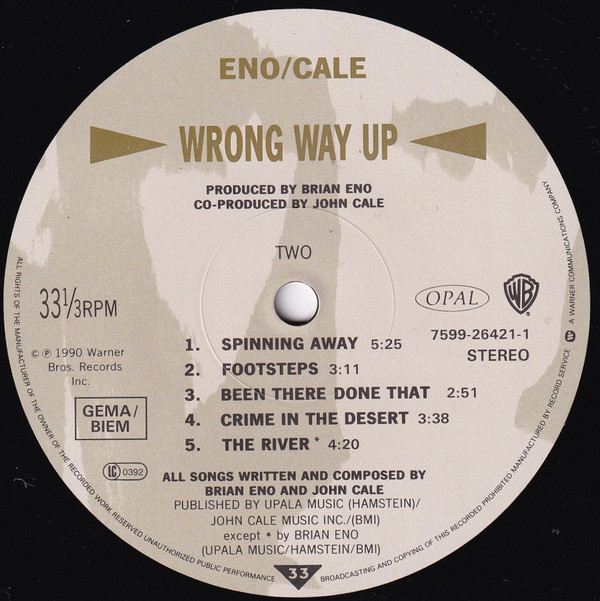 ENO/CALE
WRONG WAY UP
PRODUCED BY BRIAN ENO
CO-PRODUCED BY JOHN CALE
TWO
33 1/3 RPM
OPAL
WB
7599-26421-1
STEREO
© ℗ 1990 Warner
Bros. Records
Inc.
GEMA/
BIEM
LC 0392
1. SPINNING AWAY 5:25
2. FOOTSTEPS 3:11
3. BEEN THERE DONE THAT 2:51
4. CRIME IN THE DESERT 3:38
5. THE RIVER * 4:20
ALL SONGS WRITTEN AND COMPOSED BY
BRIAN ENO AND JOHN CALE
PUBLISHED BY UPALA MUSIC (HAMSTEIN)/
JOHN CALE MUSIC INC./(BMI)
except * by BRIAN ENO
(UPALA MUSIC/HAMSTEIN/BMI)
33
ALL RIGHTS OF THE MANUFACTURER OF THE OWNER OF THE RECORDED WORK RESERVED UNAUTHORIZED PUBLIC PERFORMANCE BROADCASTING AND COPYING OF THIS RECORD PROHIBITED MANUFACTURED BY RECORD SERVICE A WARNER COMMUNICATIONS COMPANY